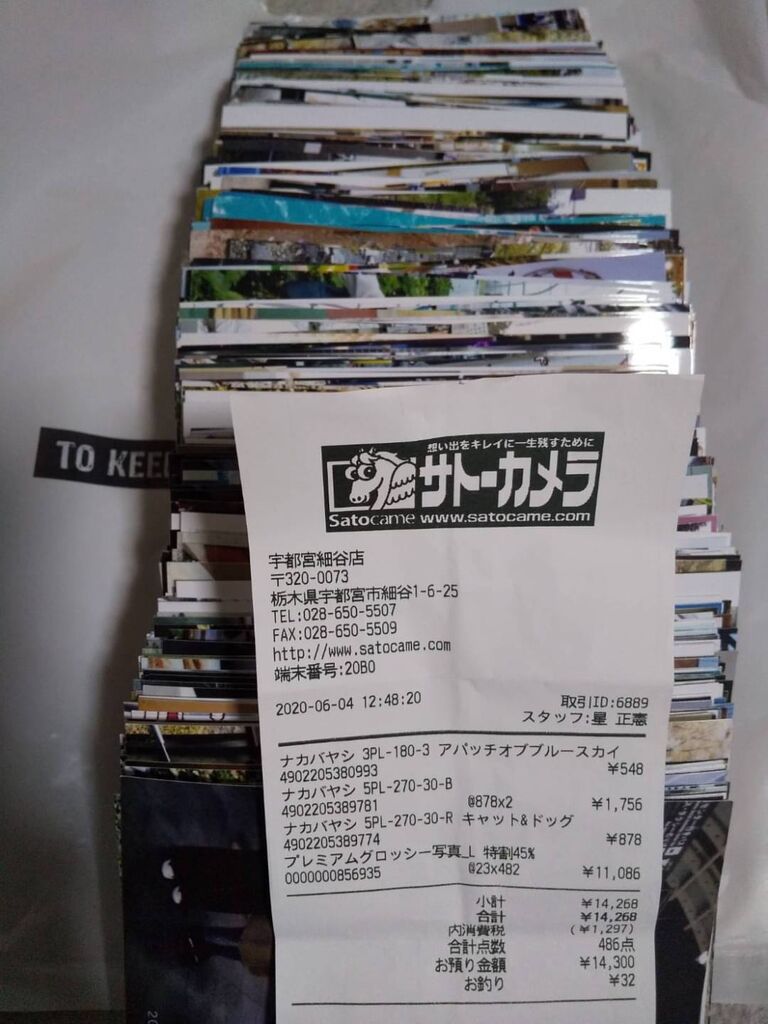 TO KEE
想い出をキレイに一生残すために
サトーカメラ
Satocame www.satocame.com
宇都宮細谷店
〒320-0073
栃木県宇都宮市細谷1-6-25
TEL:028-650-5507
FAX:028-650-5509
http://www.satocame.com
端末番号:20B0
2020-06-04 12:48:20 取引ID:6889
スタッフ:星 正憲
ナカバヤシ 3PL-180-3 アパッチオブブルースカイ
4902205380993 ¥548
ナカバヤシ 5PL-270-30-B
4902205389781 @878x2 ¥1,756
ナカバヤシ 5PL-270-30-R キャット&ドッグ
4902205389774 ¥878
プレミアムグロッシー写真_L 特割45%
0000000856935 @23x482 ¥11,086
小計 ¥14,268
合計 ¥14,268
内消費税 (¥1,297)
合計点数 486点
お預り金額 ¥14,300
お釣り ¥32